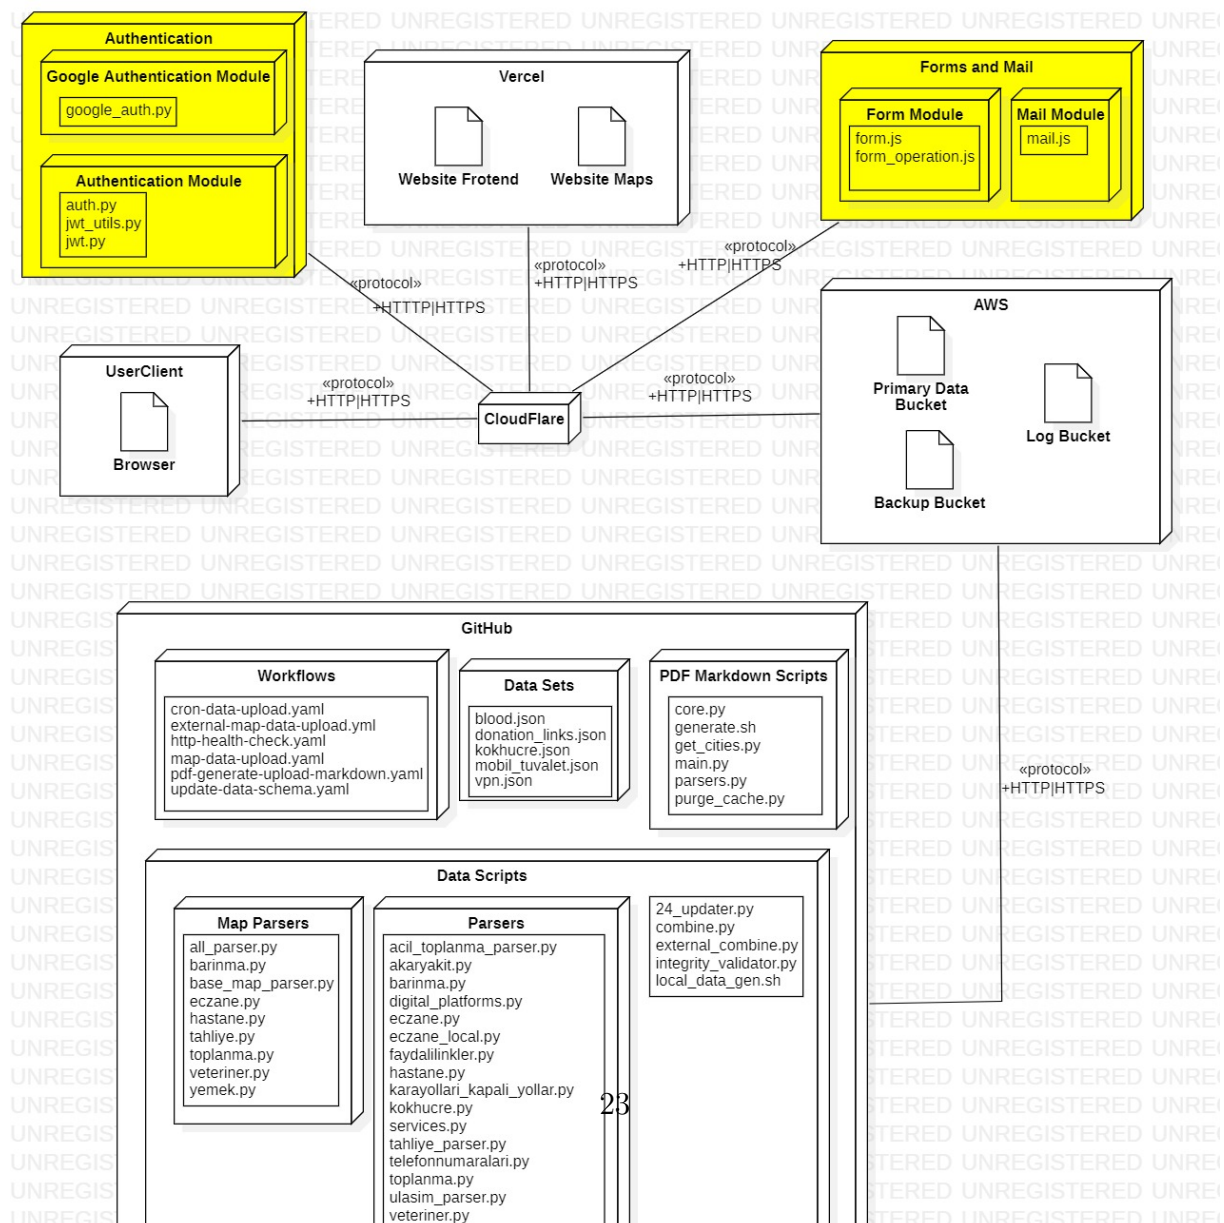 Authentication
Google Authentication Module
google_auth.py
Authentication Module
auth.py
jwt_utils.py
jwt.py
Vercel
Website Frotend
Website Maps
Forms and Mail
Form Module
form.js
form_operation.js
Mail Module
mail.js
«protocol»
+HTTTP|HTTPS
«protocol»
+HTTP|HTTPS
«protocol»
+HTTP|HTTPS
UserClient
Browser
«protocol»
+HTTP|HTTPS
CloudFlare
«protocol»
+HTTP|HTTPS
AWS
Primary Data
Bucket
Log Bucket
Backup Bucket
«protocol»
+HTTP|HTTPS
GitHub
Workflows
cron-data-upload.yaml
external-map-data-upload.yml
http-health-check.yaml
map-data-upload.yaml
pdf-generate-upload-markdown.yaml
update-data-schema.yaml
Data Sets
blood.json
donation_links.json
kokhucre.json
mobil_tuvalet.json
vpn.json
PDF Markdown Scripts
core.py
generate.sh
get_cities.py
main.py
parsers.py
purge_cache.py
Data Scripts
Map Parsers
all_parser.py
barinma.py
base_map_parser.py
eczane.py
hastane.py
tahliye.py
toplanma.py
veteriner.py
yemek.py
Parsers
acil_toplanma_parser.py
akaryakit.py
barinma.py
digital_platforms.py
eczane.py
eczane_local.py
faydalilinkler.py
hastane.py
karayollari_kapali_yollar.py
kokhucre.py
services.py
tahliye_parser.py
telefonnumaralari.py
toplanma.py
ulasim_parser.py
veteriner.py
24_updater.py
combine.py
external_combine.py
integrity_validator.py
local_data_gen.sh
23
UNREGISTERED